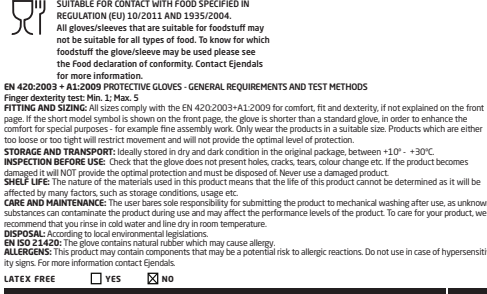 SUITABLE FOR CONTACT WITH FOOD SPECIFIED IN
REGULATION (EU) 10/2011 AND 1935/2004.
All gloves/sleeves that are suitable for foodstuff may
not be suitable for all types of food. To know for which
foodstuff the glove/sleeve may be used please see
the Food declaration of conformity. Contact Ejendals
for more information.
EN 420:2003 + A1:2009 PROTECTIVE GLOVES - GENERAL REQUIREMENTS AND TEST METHODS
Finger dexterity test: Min. 1; Max. 5
FITTING AND SIZING: All sizes comply with the EN 420:2003+A1:2009 for comfort, fit and dexterity, if not explained on the front
page. If the short model symbol is shown on the front page, the glove is shorter than a standard glove, in order to enhance the
comfort for special purposes - for example fine assembly work. Only wear the products in a suitable size. Products which are either
too loose or too tight will restrict movement and will not provide the optimal level of protection.
STORAGE AND TRANSPORT: Ideally stored in dry and dark condition in the original package, between +10° - +30°C.
INSPECTION BEFORE USE: Check that the glove does not present holes, cracks, tears, colour change etc. If the product becomes
damaged it will NOT provide the optimal protection and must be disposed of. Never use a damaged product.
SHELF LIFE: The nature of the materials used in this product means that the life of this product cannot be determined as it will be
affected by many factors, such as storage conditions, usage etc.
CARE AND MAINTENANCE: The user bares sole responsibility for submitting the product to mechanical washing after use, as unknow
substances can contaminate the product during use and may affect the performance levels of the product. To care for your product, we
recommend that you rinse in cold water and line dry in room temperature.
DISPOSAL: According to local environmental legislations.
EN ISO 21420: The glove contains natural rubber which may cause allergy.
ALLERGENS: This product may contain components that may be a potential risk to allergic reactions. Do not use in case of hypersensitiv
ity signs. For more information contact Ejendals.
LATEX FREE YES NO